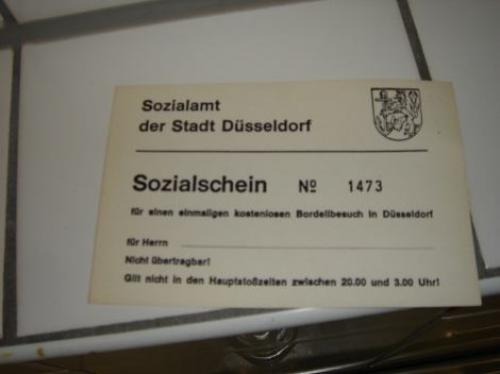 Sozialamt
der Stadt Düsseldorf
Sozialschein Nº 1473
für einen einmaligen kostenlosen Bordellbesuch in Düsseldorf
für Herrn
Nicht übertragbar!
Gilt nicht in den Hauptstoßzeiten zwischen 20.00 und 3.00 Uhr!